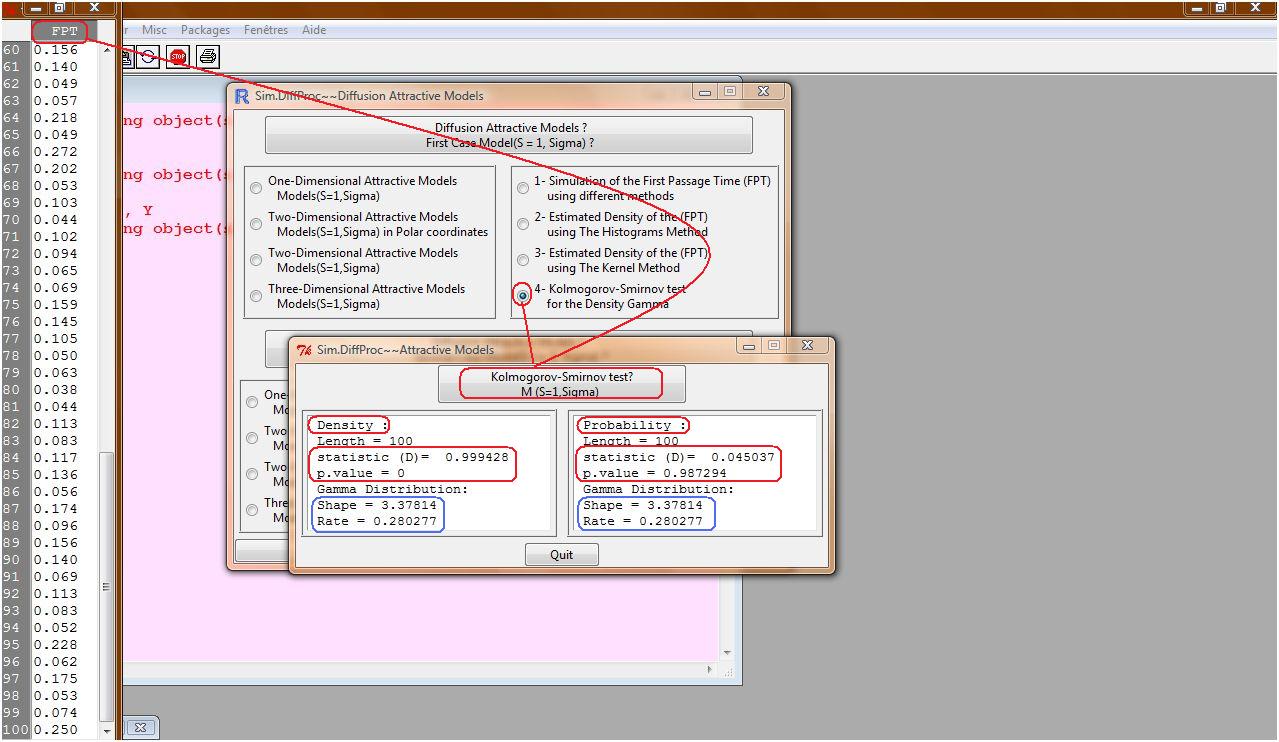 FPT
60 0.156
61 0.140
62 0.049
63 0.057
64 0.218
65 0.049
66 0.272
67 0.202
68 0.053
69 0.103
70 0.044
71 0.102
72 0.094
73 0.065
74 0.069
75 0.159
76 0.145
77 0.105
78 0.050
79 0.063
80 0.038
81 0.044
82 0.113
83 0.083
84 0.117
85 0.136
86 0.056
87 0.174
88 0.096
89 0.156
90 0.140
91 0.069
92 0.113
93 0.083
94 0.052
95 0.228
96 0.062
97 0.175
98 0.053
99 0.074
100 0.250
Misc Packages Fenêtres Aide
STOP
ng object(s
ng object(s
, Y
ng object(s
Sim.DiffProc~~Diffusion Attractive Models
Diffusion Attractive Models ?
First Case Model(S = 1, Sigma) ?
One-Dimensional Attractive Models
Models(S=1,Sigma)
Two-Dimensional Attractive Models
Models(S=1,Sigma) in Polar coordinates
Two-Dimensional Attractive Models
Models(S=1,Sigma)
Three-Dimensional Attractive Models
Models(S=1,Sigma)
1- Simulation of the First Passage Time (FPT)
using different methods
2- Estimated Density of the (FPT)
using The Histograms Method
3- Estimated Density of the (FPT)
using The Kernel Method
4- Kolmogorov-Smirnov test
for the Density Gamma
One-
Mo
Two
Mo
Two
Mo
Thre
Mo
Sim.DiffProc~~Attractive Models
Kolmogorov-Smirnov test?
M (S=1,Sigma)
Density :
Length = 100
statistic (D)= 0.999428
p.value = 0
Gamma Distribution:
Shape = 3.37814
Rate = 0.280277
Probability :
Length = 100
statistic (D)= 0.045037
p.value = 0.987294
Gamma Distribution:
Shape = 3.37814
Rate = 0.280277
Quit